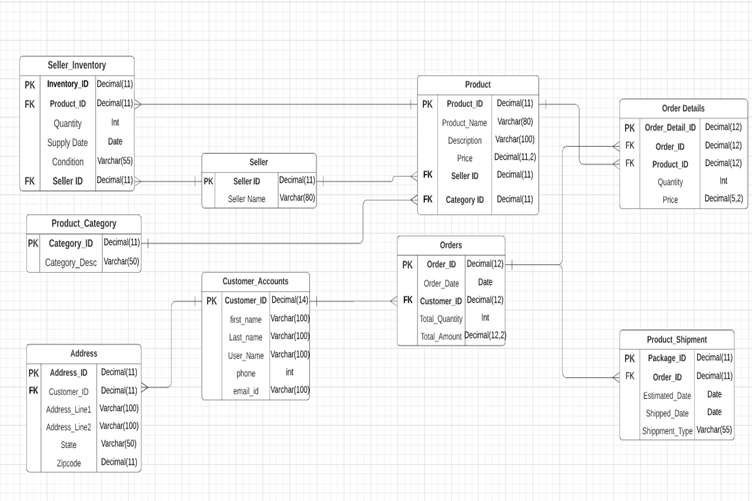 Seller_Inventory
PK Inventory_ID Decimal(11)
FK Product_ID Decimal(11)
Quantity Int
Supply Date Date
Condition Varchar(55)
FK Seller ID Decimal(11)
Seller
PK Seller ID Decimal(11)
Seller Name Varchar(80)
Product
PK Product_ID Decimal(11)
Product_Name Varchar(80)
Description Varchar(100)
Price Decimal(11,2)
FK Seller ID Decimal(11)
FK Category ID Decimal(11)
Order Details
PK Order_Detail_ID Decimal(12)
FK Order_ID Decimal(12)
FK Product_ID Decimal(12)
Quantity Int
Price Decimal(5,2)
Product_Category
PK Category_ID Decimal(11)
Category_Desc Varchar(50)
Customer_Accounts
PK Customer_ID Decimal(14)
first_name Varchar(100)
Last_name Varchar(100)
User_Name Varchar(100)
phone int
email_id Varchar(100)
Orders
PK Order_ID Decimal(12)
Order_Date Date
FK Customer_ID Decimal(12)
Total_Quantity Int
Total_Amount Decimal(12,2)
Address
PK Address_ID Decimal(11)
FK Customer_ID Decimal(11)
Address_Line1 Varchar(100)
Address_Line2 Varchar(100)
State Varchar(50)
Zipcode Decimal(11)
Product_Shipment
PK Package_ID Decimal(11)
FK Order_ID Decimal(11)
Estimated_Date Date
Shipped_Date Date
Shippment_Type Varchar(55)